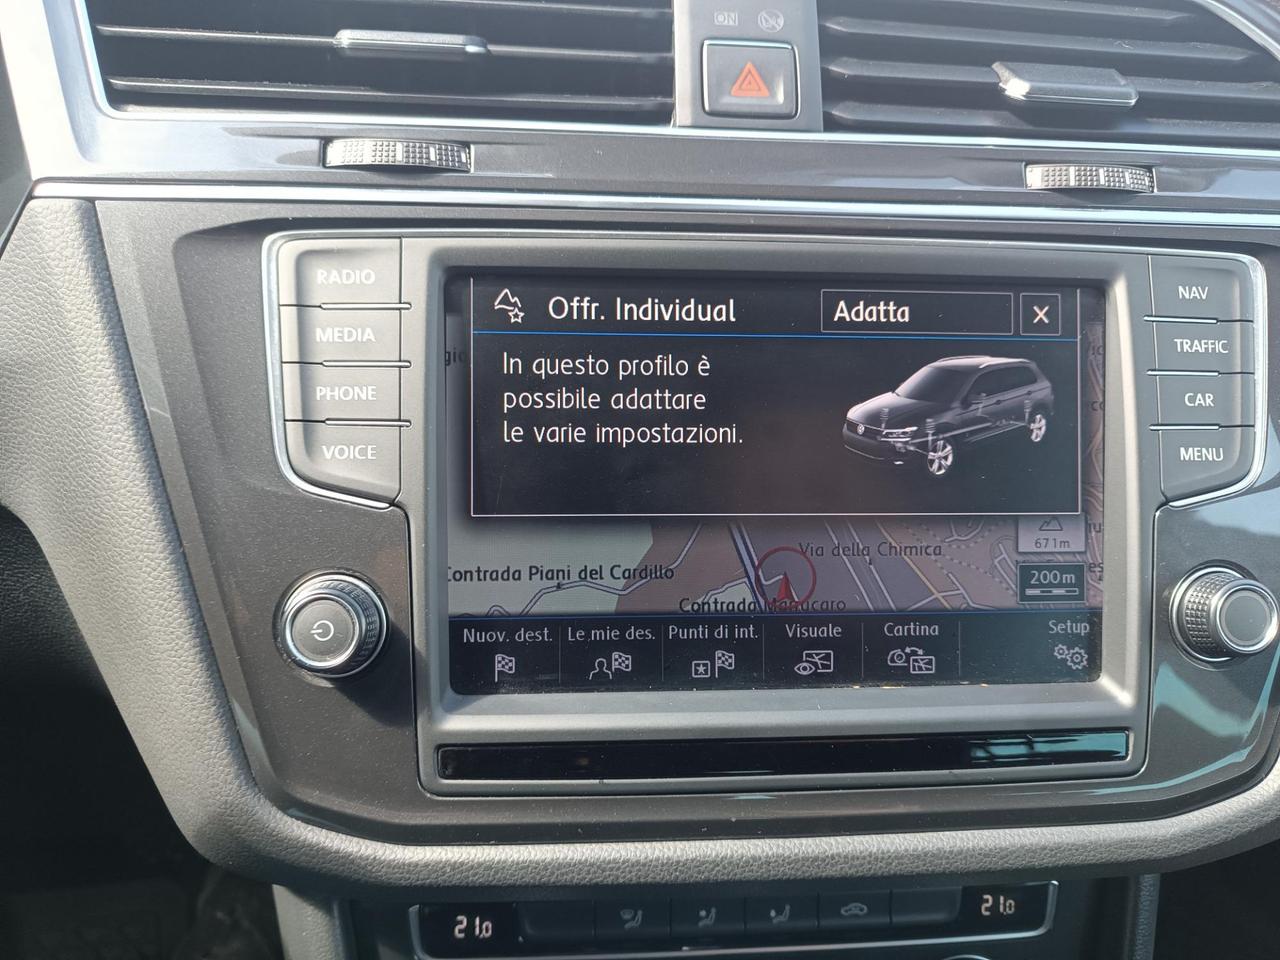 ON
RADIO
MEDIA
PHONE
VOICE
NAV
TRAFFIC
CAR
MENU
Offr. Individual
Adatta
X
In questo profilo è
possibile adattare
le varie impostazioni.
Via della Chimica
671m
Contrada Piani del Cardillo
200m
Contrada
Nuov. dest.
Le mie des.
Punti di int.
Visuale
Cartina
Setup
21.0
21.0